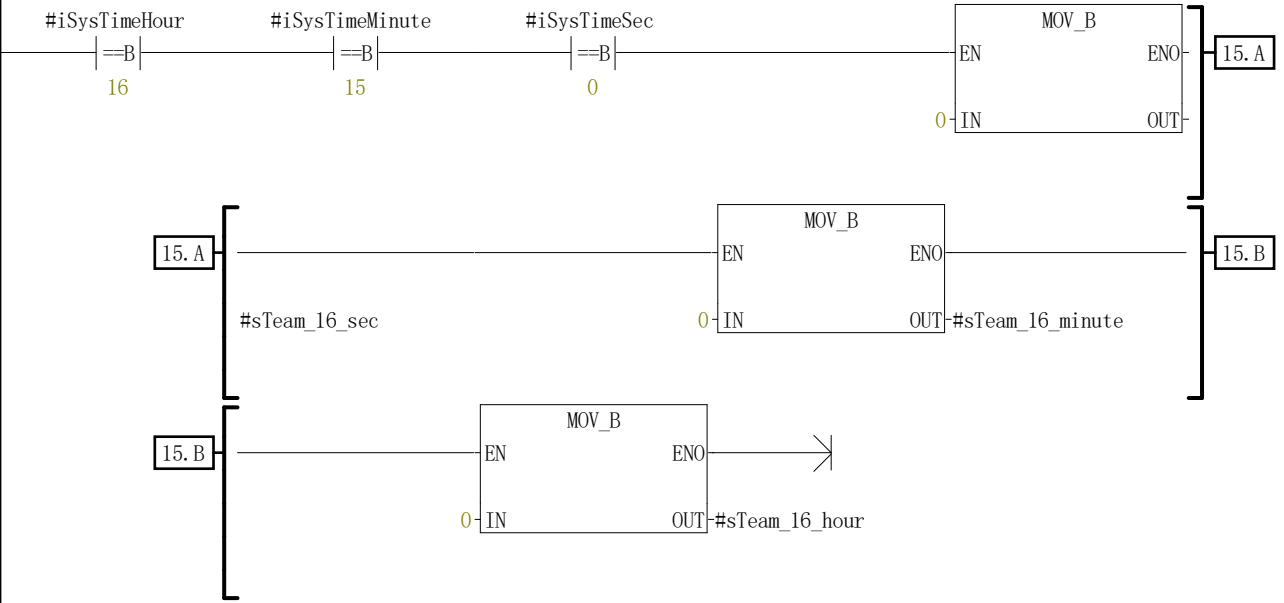 #iSysTimeHour #iSysTimeMinute #iSysTimeSec MOV_B
==B ==B ==B EN ENO 15.A
16 15 0
0 IN OUT
MOV_B
15.A EN ENO 15.B
#sTeam_16_sec 0 IN OUT #sTeam_16_minute
MOV_B
15.B EN ENO
0 IN OUT #sTeam_16_hour